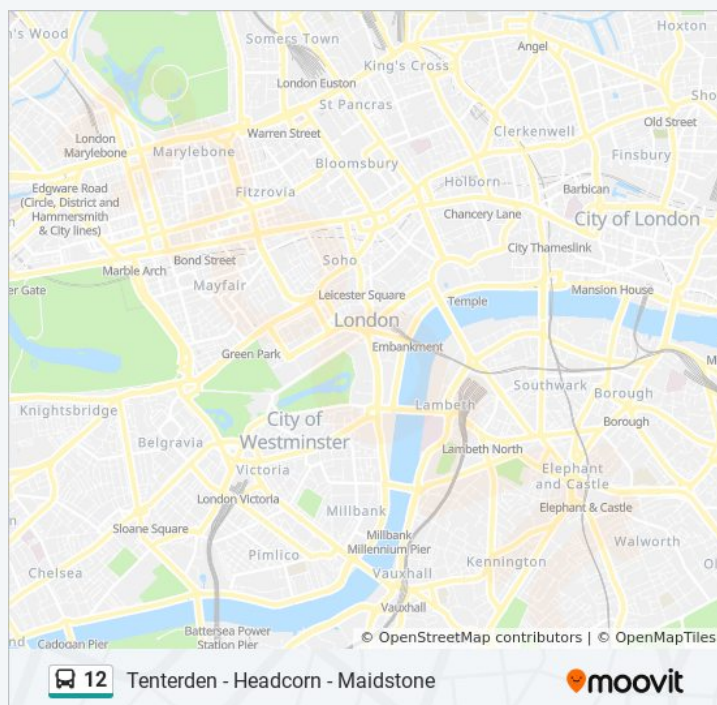 Hoxton
n's Wood
Somers Town
Angel
King's Cross
London Euston
Sho
St Pancras
Old Street
London
Marylebone
Warren Street
Clerkenwell
Marylebone
Finsbury
Bloomsbury
Edgware Road
(Circle, District and
Hammersmith
& City lines)
Fitzrovia
Holborn
Barbican
Chancery Lane
City of London
n
City Thameslink
Bond Street
Soho
Marble Arch
Mayfair
er Gate
Leicester Square
Temple
Mansion House
London
Embankment
Green Park
M
Southwark
Borough
Knightsbridge
Lambeth
City of
Westminster
Borough
Belgravia
Lambeth North
Victoria
Elephant
and Castle
London Victoria
Elephant & Castle
n
Sloane Square
Millbank
Millbank
Millennium Pier
Walworth
Pimlico
Kennington
Chelsea
Vauxhall
Ol
Vauxhall
nd
Cadogan Pier
Battersea Power
Station Pier
© OpenStreetMap contributors | © OpenMapTiles
12 Tenterden - Headcorn - Maidstone
moovit